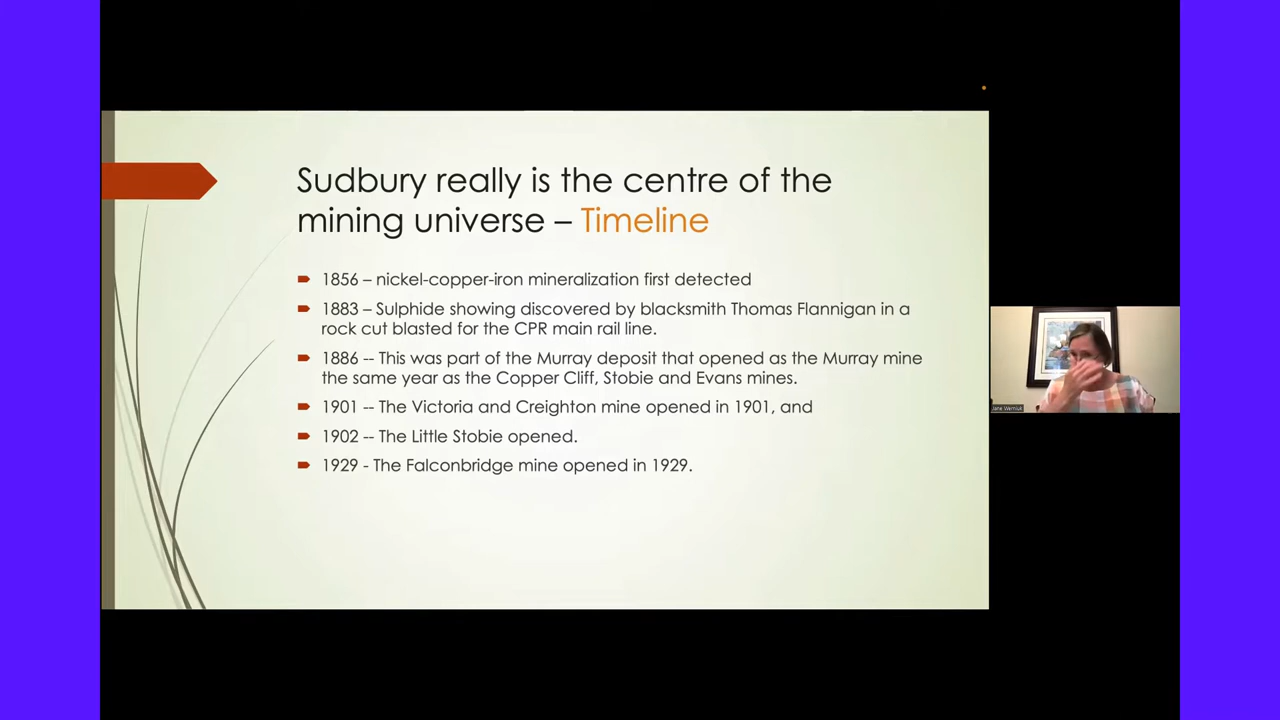 Sudbury really is the centre of the
mining universe – Timeline
1856 – nickel-copper-iron mineralization first detected
1883 – Sulphide showing discovered by blacksmith Thomas Flannigan in a
rock cut blasted for the CPR main rail line.
1886 -- This was part of the Murray deposit that opened as the Murray mine
the same year as the Copper Cliff, Stobie and Evans mines.
1901 -- The Victoria and Creighton mine opened in 1901, and
1902 -- The Little Stobie opened.
1929 - The Falconbridge mine opened in 1929.
Jane Werniuk